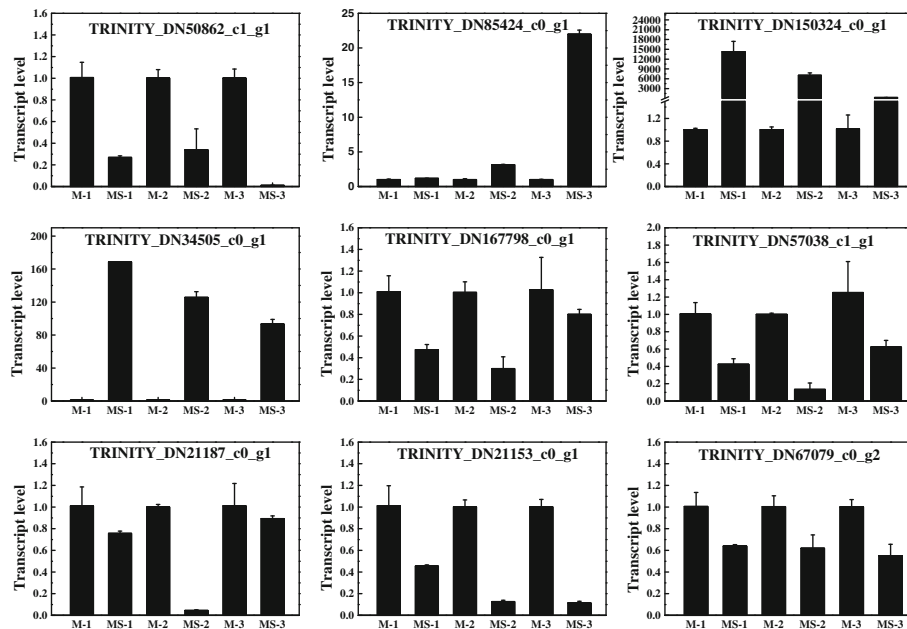 TRINITY_DN50862_c1_g1
Transcript level
1.6
1.4
1.2
1.0
0.8
0.6
0.4
0.2
0.0
M-1 MS-1 M-2 MS-2 M-3 MS-3
TRINITY_DN85424_c0_g1
Transcript level
25
20
15
10
5
0
M-1 MS-1 M-2 MS-2 M-3 MS-3
TRINITY_DN150324_c0_g1
Transcript level
24000
21000
18000
15000
12000
9000
6000
3000
1.2
0.8
0.4
0.0
M-1 MS-1 M-2 MS-2 M-3 MS-3
TRINITY_DN34505_c0_g1
Transcript level
200
160
120
80
40
0
M-1 MS-1 M-2 MS-2 M-3 MS-3
TRINITY_DN167798_c0_g1
Transcript level
1.6
1.4
1.2
1.0
0.8
0.6
0.4
0.2
0.0
M-1 MS-1 M-2 MS-2 M-3 MS-3
TRINITY_DN57038_c1_g1
Transcript level
2.0
1.8
1.6
1.4
1.2
1.0
0.8
0.6
0.4
0.2
0.0
M-1 MS-1 M-2 MS-2 M-3 MS-3
TRINITY_DN21187_c0_g1
Transcript level
1.6
1.4
1.2
1.0
0.8
0.6
0.4
0.2
0.0
M-1 MS-1 M-2 MS-2 M-3 MS-3
TRINITY_DN21153_c0_g1
Transcript level
1.6
1.4
1.2
1.0
0.8
0.6
0.4
0.2
0.0
M-1 MS-1 M-2 MS-2 M-3 MS-3
TRINITY_DN67079_c0_g2
Transcript level
1.6
1.4
1.2
1.0
0.8
0.6
0.4
0.2
0.0
M-1 MS-1 M-2 MS-2 M-3 MS-3